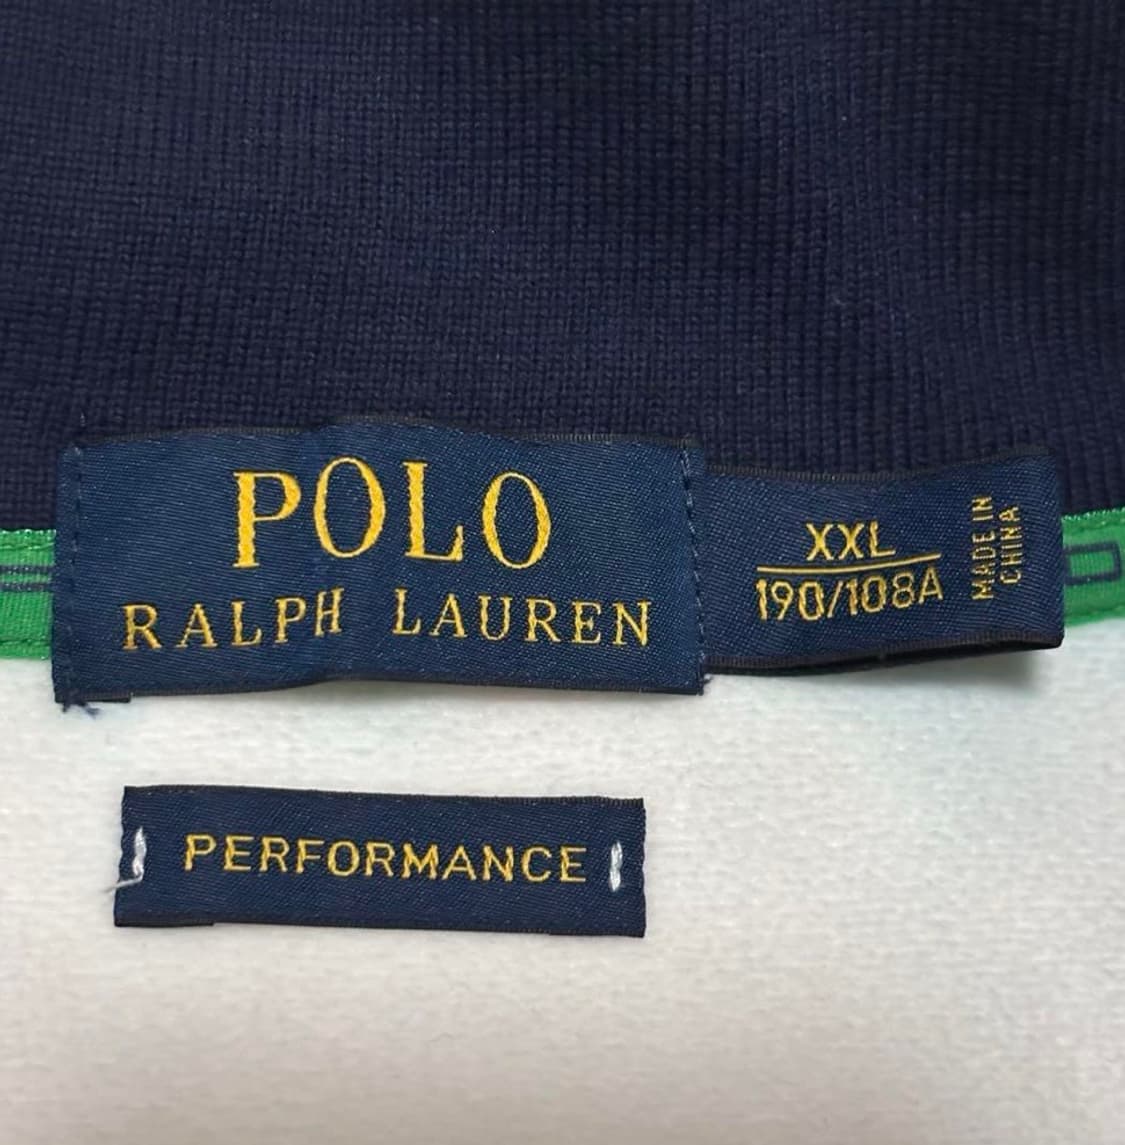 POLO
RALPH LAUREN
XXL
190/108A
MADE IN
CHINA
PERFORMANCE